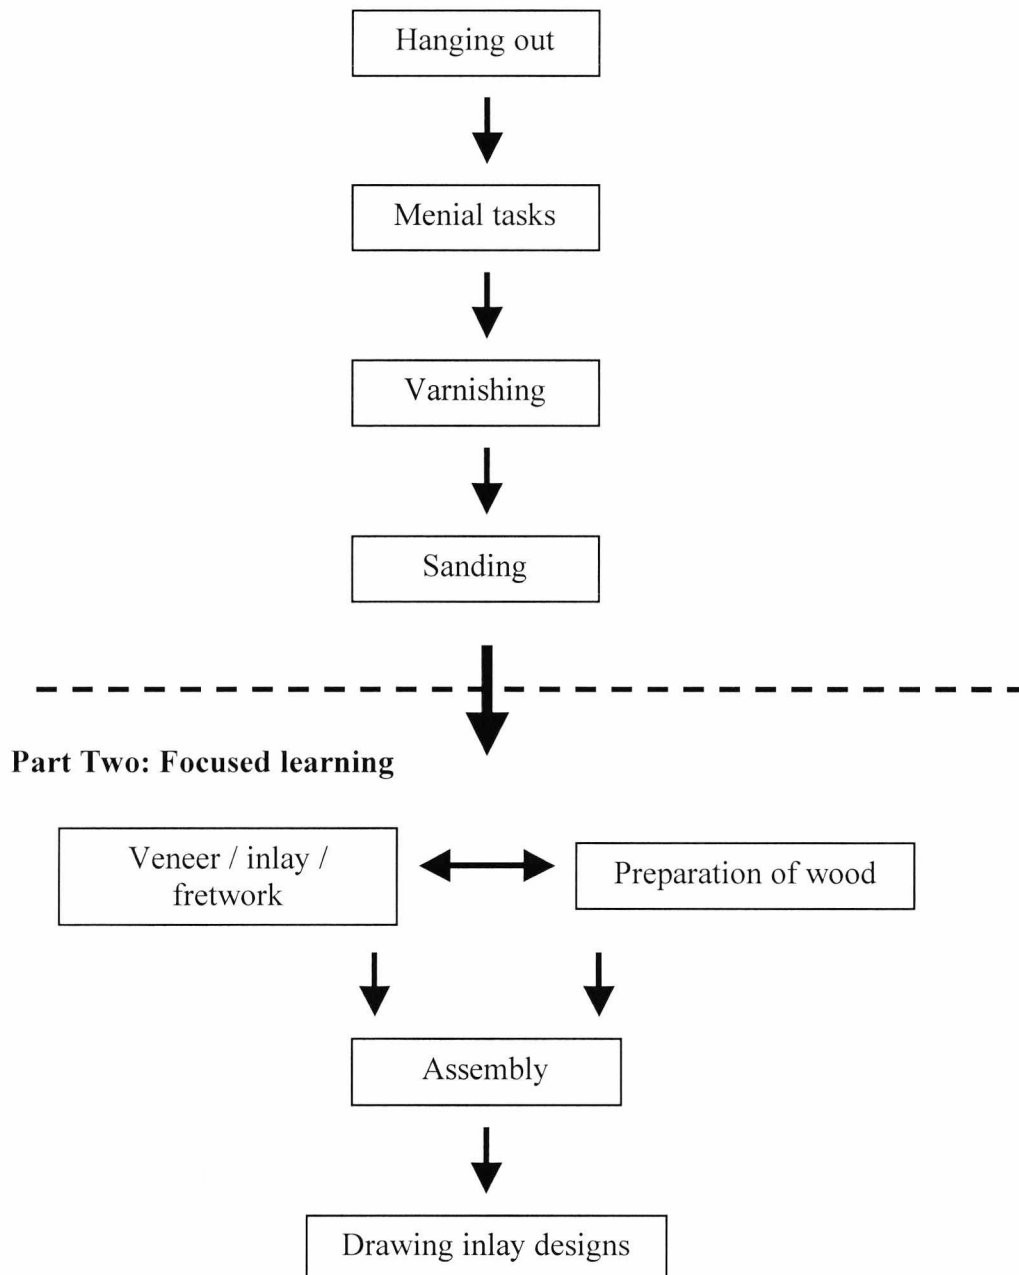 Hanging out
Menial tasks
Varnishing
Sanding
Part Two: Focused learning
Veneer / inlay /
fretwork
Preparation of wood
Assembly
Drawing inlay designs